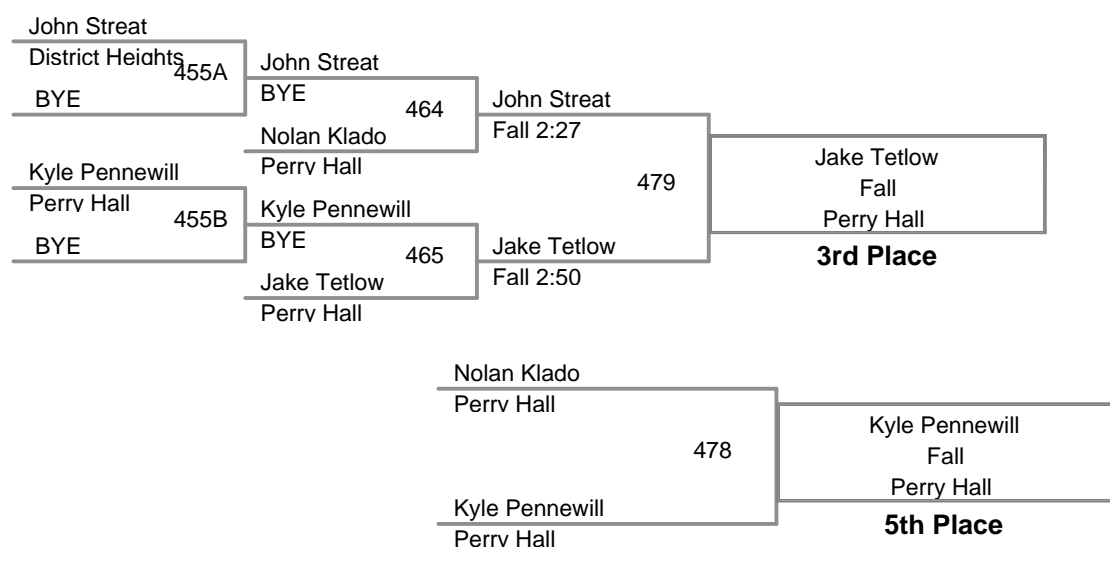 John Streat
District Heights
455A
BYE
John Streat
BYE
464
Nolan Klado
Perry Hall
John Streat
Fall 2:27
Kyle Pennewill
Perry Hall
455B
BYE
Kyle Pennewill
BYE
465
Jake Tetlow
Perry Hall
Jake Tetlow
Fall 2:50
479
Jake Tetlow
Fall
Perry Hall
3rd Place
Nolan Klado
Perry Hall
478
Kyle Pennewill
Perry Hall
Kyle Pennewill
Fall
Perry Hall
5th Place